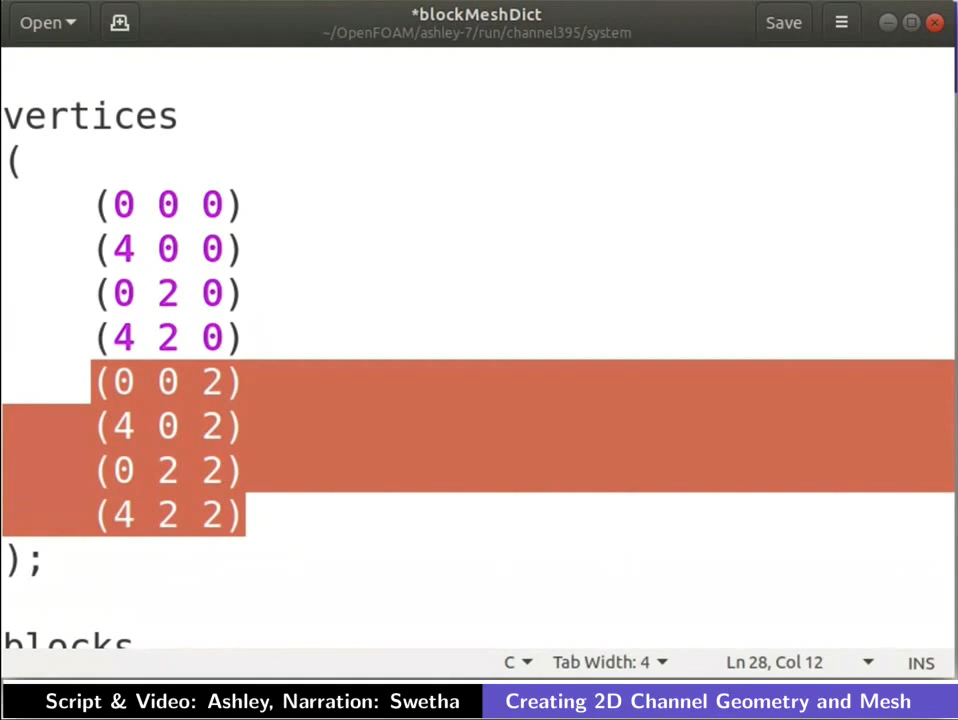 Open
*blockMeshDict
~/OpenFOAM/ashley-7/run/channel395/system
Save
vertices
(
(0 0 0)
(4 0 0)
(0 2 0)
(4 2 0)
(0 0 2)
(4 0 2)
(0 2 2)
(4 2 2)
);
blocks
C Tab Width: 4 Ln 28, Col 12 INS
Script & Video: Ashley, Narration: Swetha Creating 2D Channel Geometry and Mesh